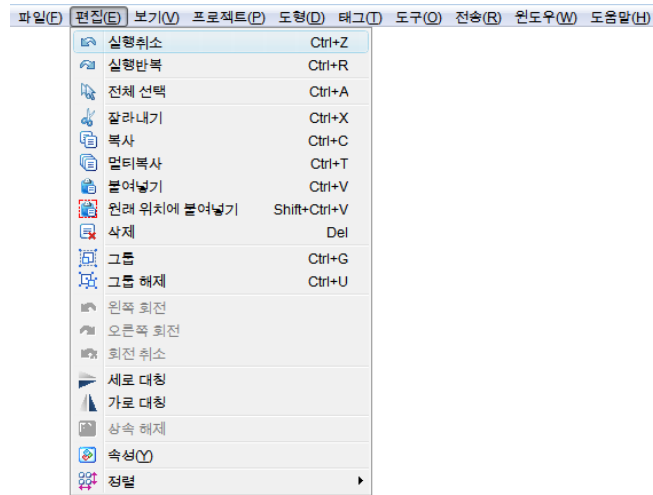 파일(F) 편집(E) 보기(V) 프로젝트(P) 도형(D) 태그(T) 도구(O) 전송(R) 윈도우(W) 도움말(H)
실행취소 Ctrl+Z
실행반복 Ctrl+R
전체 선택 Ctrl+A
잘라내기 Ctrl+X
복사 Ctrl+C
멀티복사 Ctrl+T
붙여넣기 Ctrl+V
원래 위치에 붙여넣기 Shift+Ctrl+V
삭제 Del
그룹 Ctrl+G
그룹 해제 Ctrl+U
왼쪽 회전
오른쪽 회전
회전 취소
세로 대칭
가로 대칭
상속 해제
속성(Y)
정렬